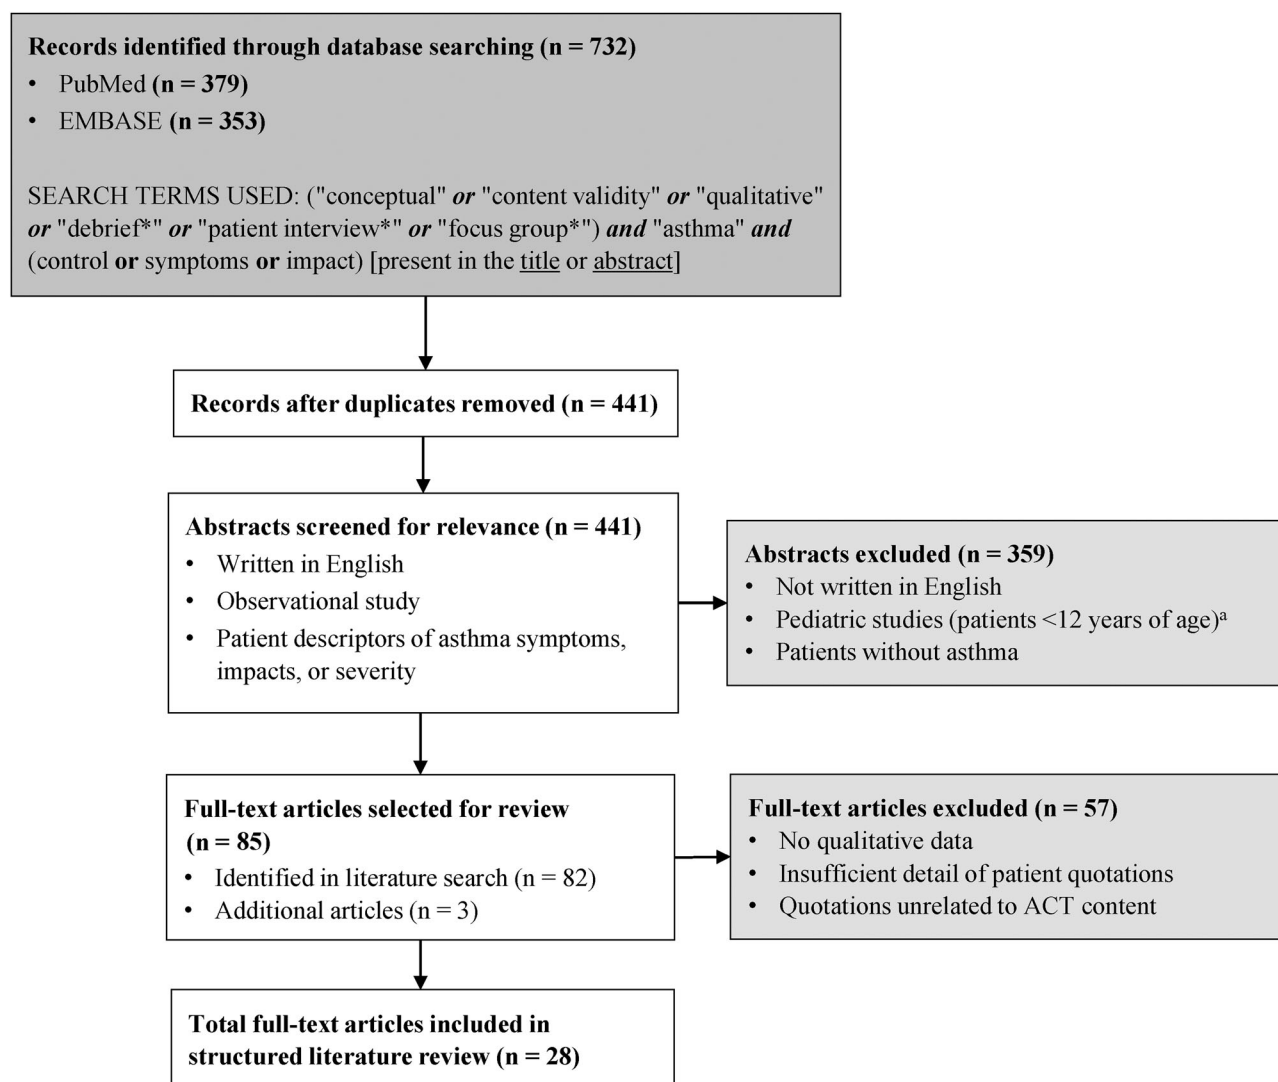 Records identified through database searching (n = 732)
• PubMed (n = 379)
• EMBASE (n = 353)
SEARCH TERMS USED: ("conceptual" or "content validity" or "qualitative"
or "debrief*" or "patient interview*" or "focus group*") and "asthma" and
(control or symptoms or impact) [present in the title or abstract]
Records after duplicates removed (n = 441)
Abstracts screened for relevance (n = 441)
• Written in English
• Observational study
• Patient descriptors of asthma symptoms,
impacts, or severity
Abstracts excluded (n = 359)
• Not written in English
• Pediatric studies (patients <12 years of age)a
• Patients without asthma
Full-text articles selected for review
(n = 85)
• Identified in literature search (n = 82)
• Additional articles (n = 3)
Full-text articles excluded (n = 57)
• No qualitative data
• Insufficient detail of patient quotations
• Quotations unrelated to ACT content
Total full-text articles included in
structured literature review (n = 28)